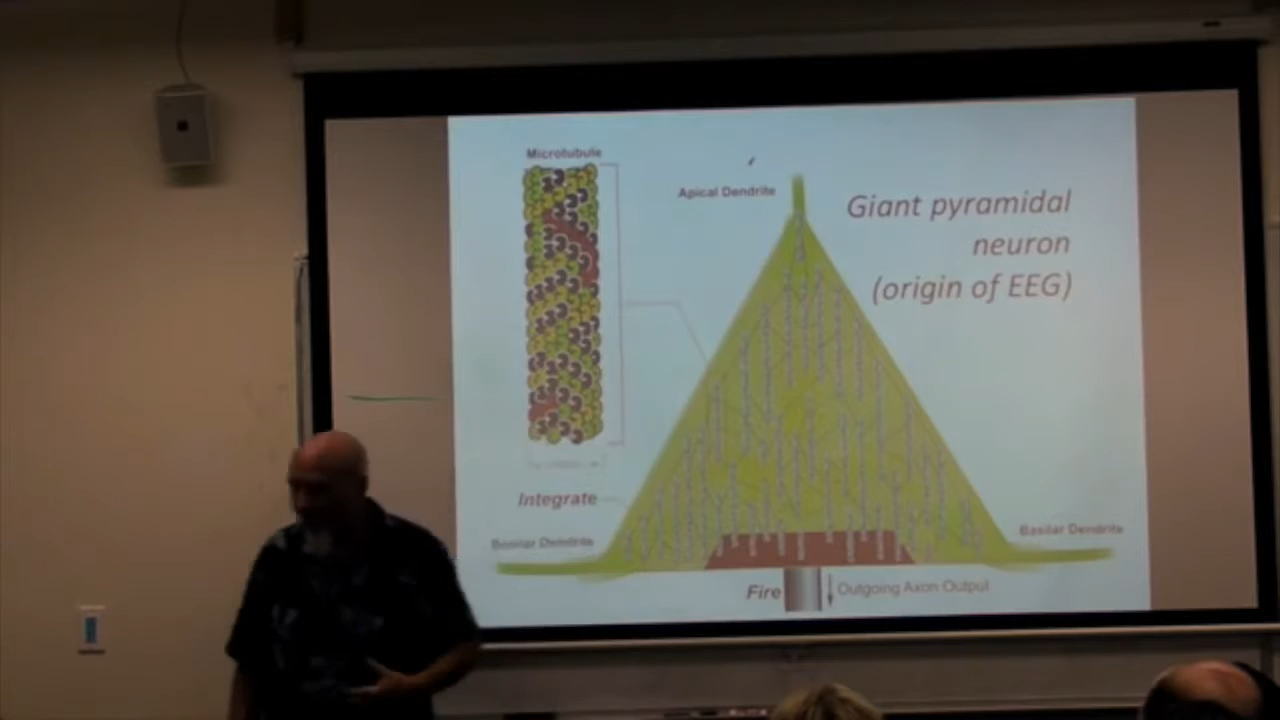 Microtubule
Apical Dendrite
Giant pyramidal
neuron
(origin of EEG)
Integrate
Basilar Dendrite
Basilar Dendrite
Fire
Outgoing Axon Output